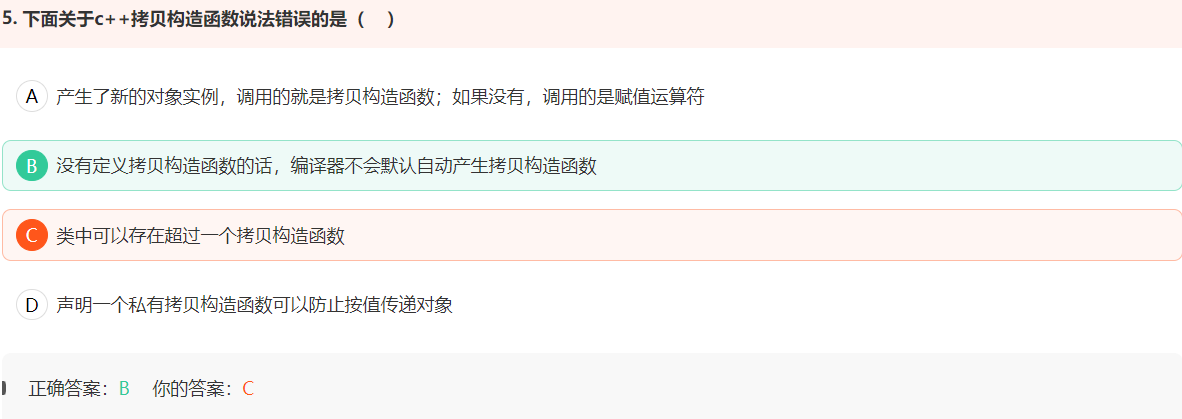 5. 下面关于c++拷贝构造函数说法错误的是（ ）
A 产生了新的对象实例，调用的就是拷贝构造函数；如果没有，调用的是赋值运算符
B 没有定义拷贝构造函数的话，编译器不会默认自动产生拷贝构造函数
C 类中可以存在超过一个拷贝构造函数
D 声明一个私有拷贝构造函数可以防止按值传递对象
正确答案：B 你的答案：C